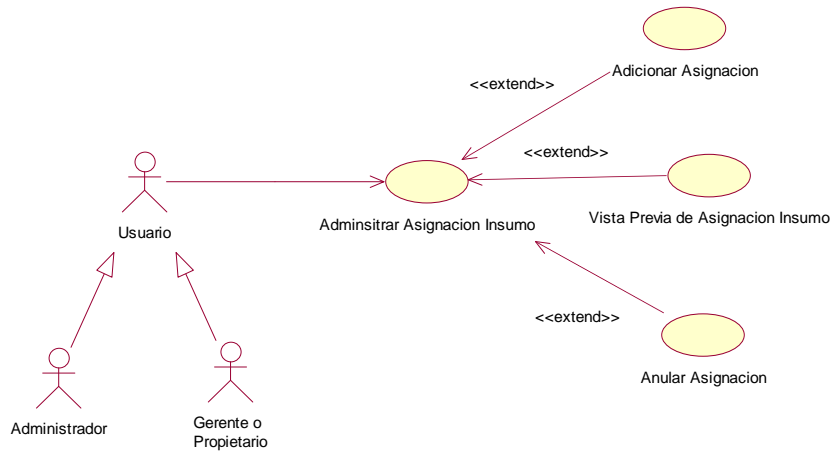 Adicionar Asignacion
<<extend>>
<<extend>>
Usuario
Adminsitrar Asignacion Insumo
Vista Previa de Asignacion Insumo
<<extend>>
Anular Asignacion
Administrador
Gerente o
Propietario